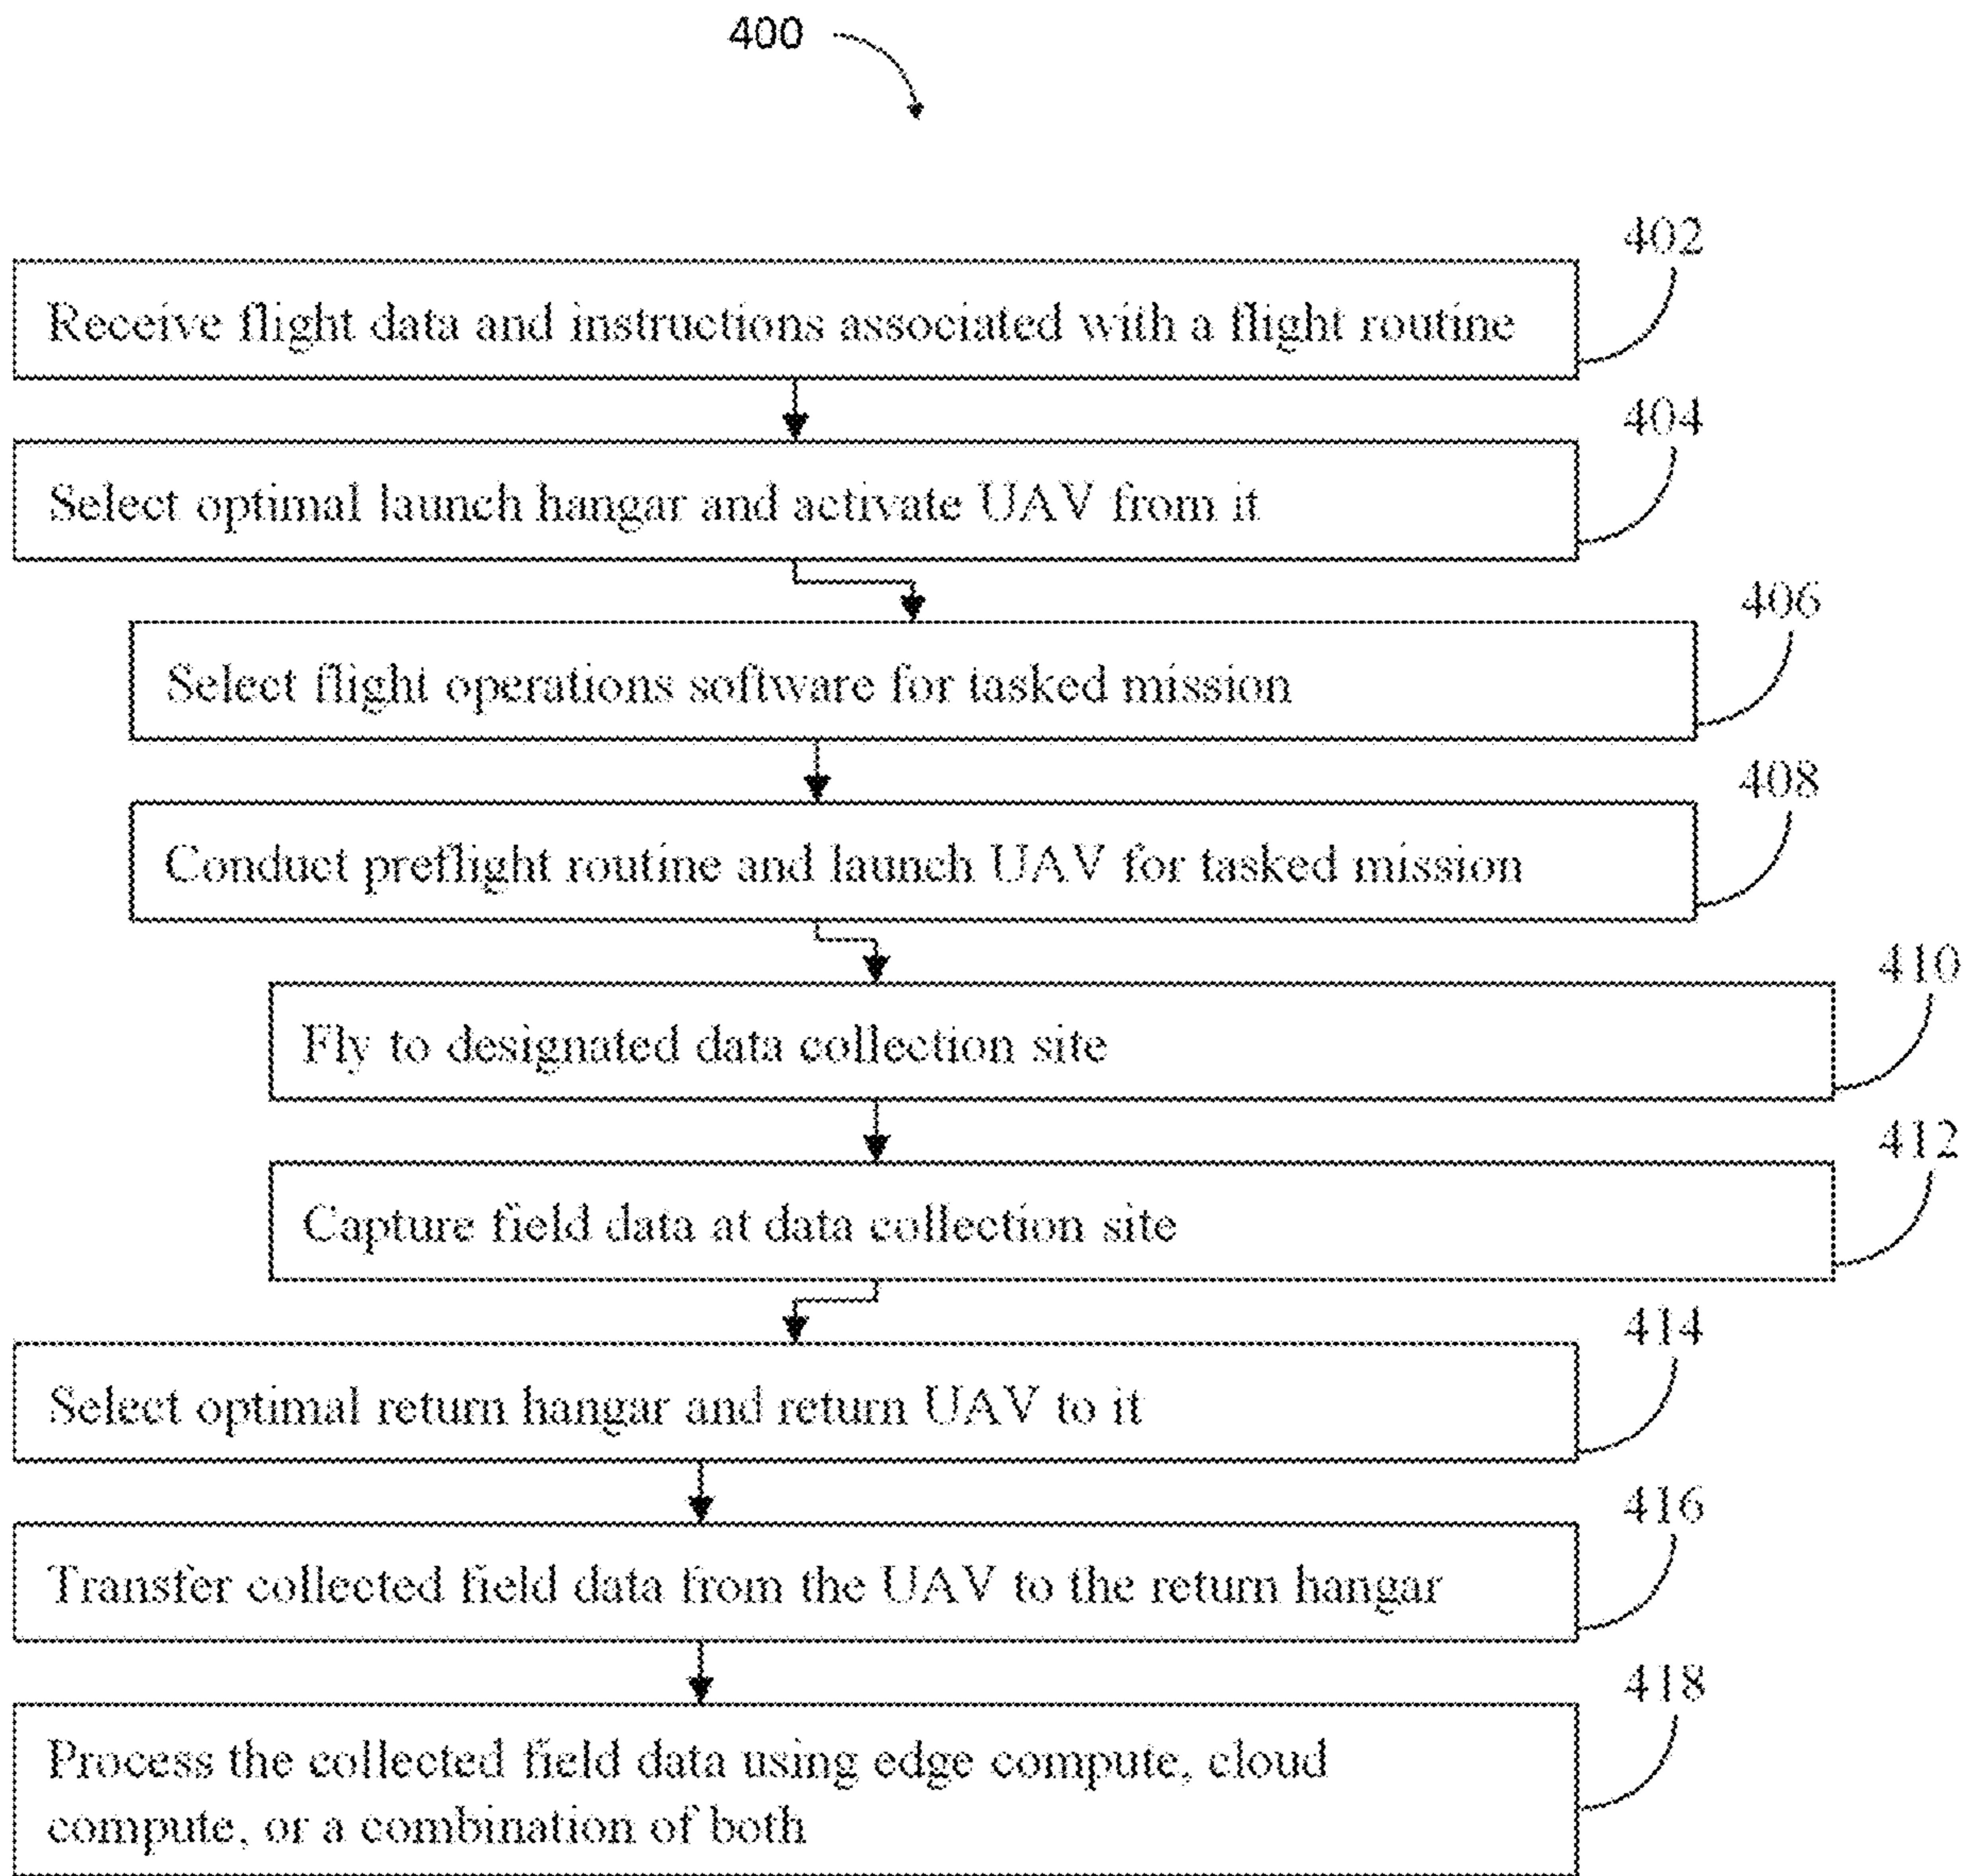 400
402
Receive flight data and instructions associated with a flight routine
404
Select optimal launch hangar and activate UAV from it
406
Select flight operations software for tasked mission
408
Conduct preflight routine and launch UAV for tasked mission
410
Fly to designated data collection site
412
Capture field data at data collection site
414
Select optimal return hangar and return UAV to it
416
Transfer collected field data from the UAV to the return hangar
418
Process the collected field data using edge compute, cloud
compute, or a combination of both